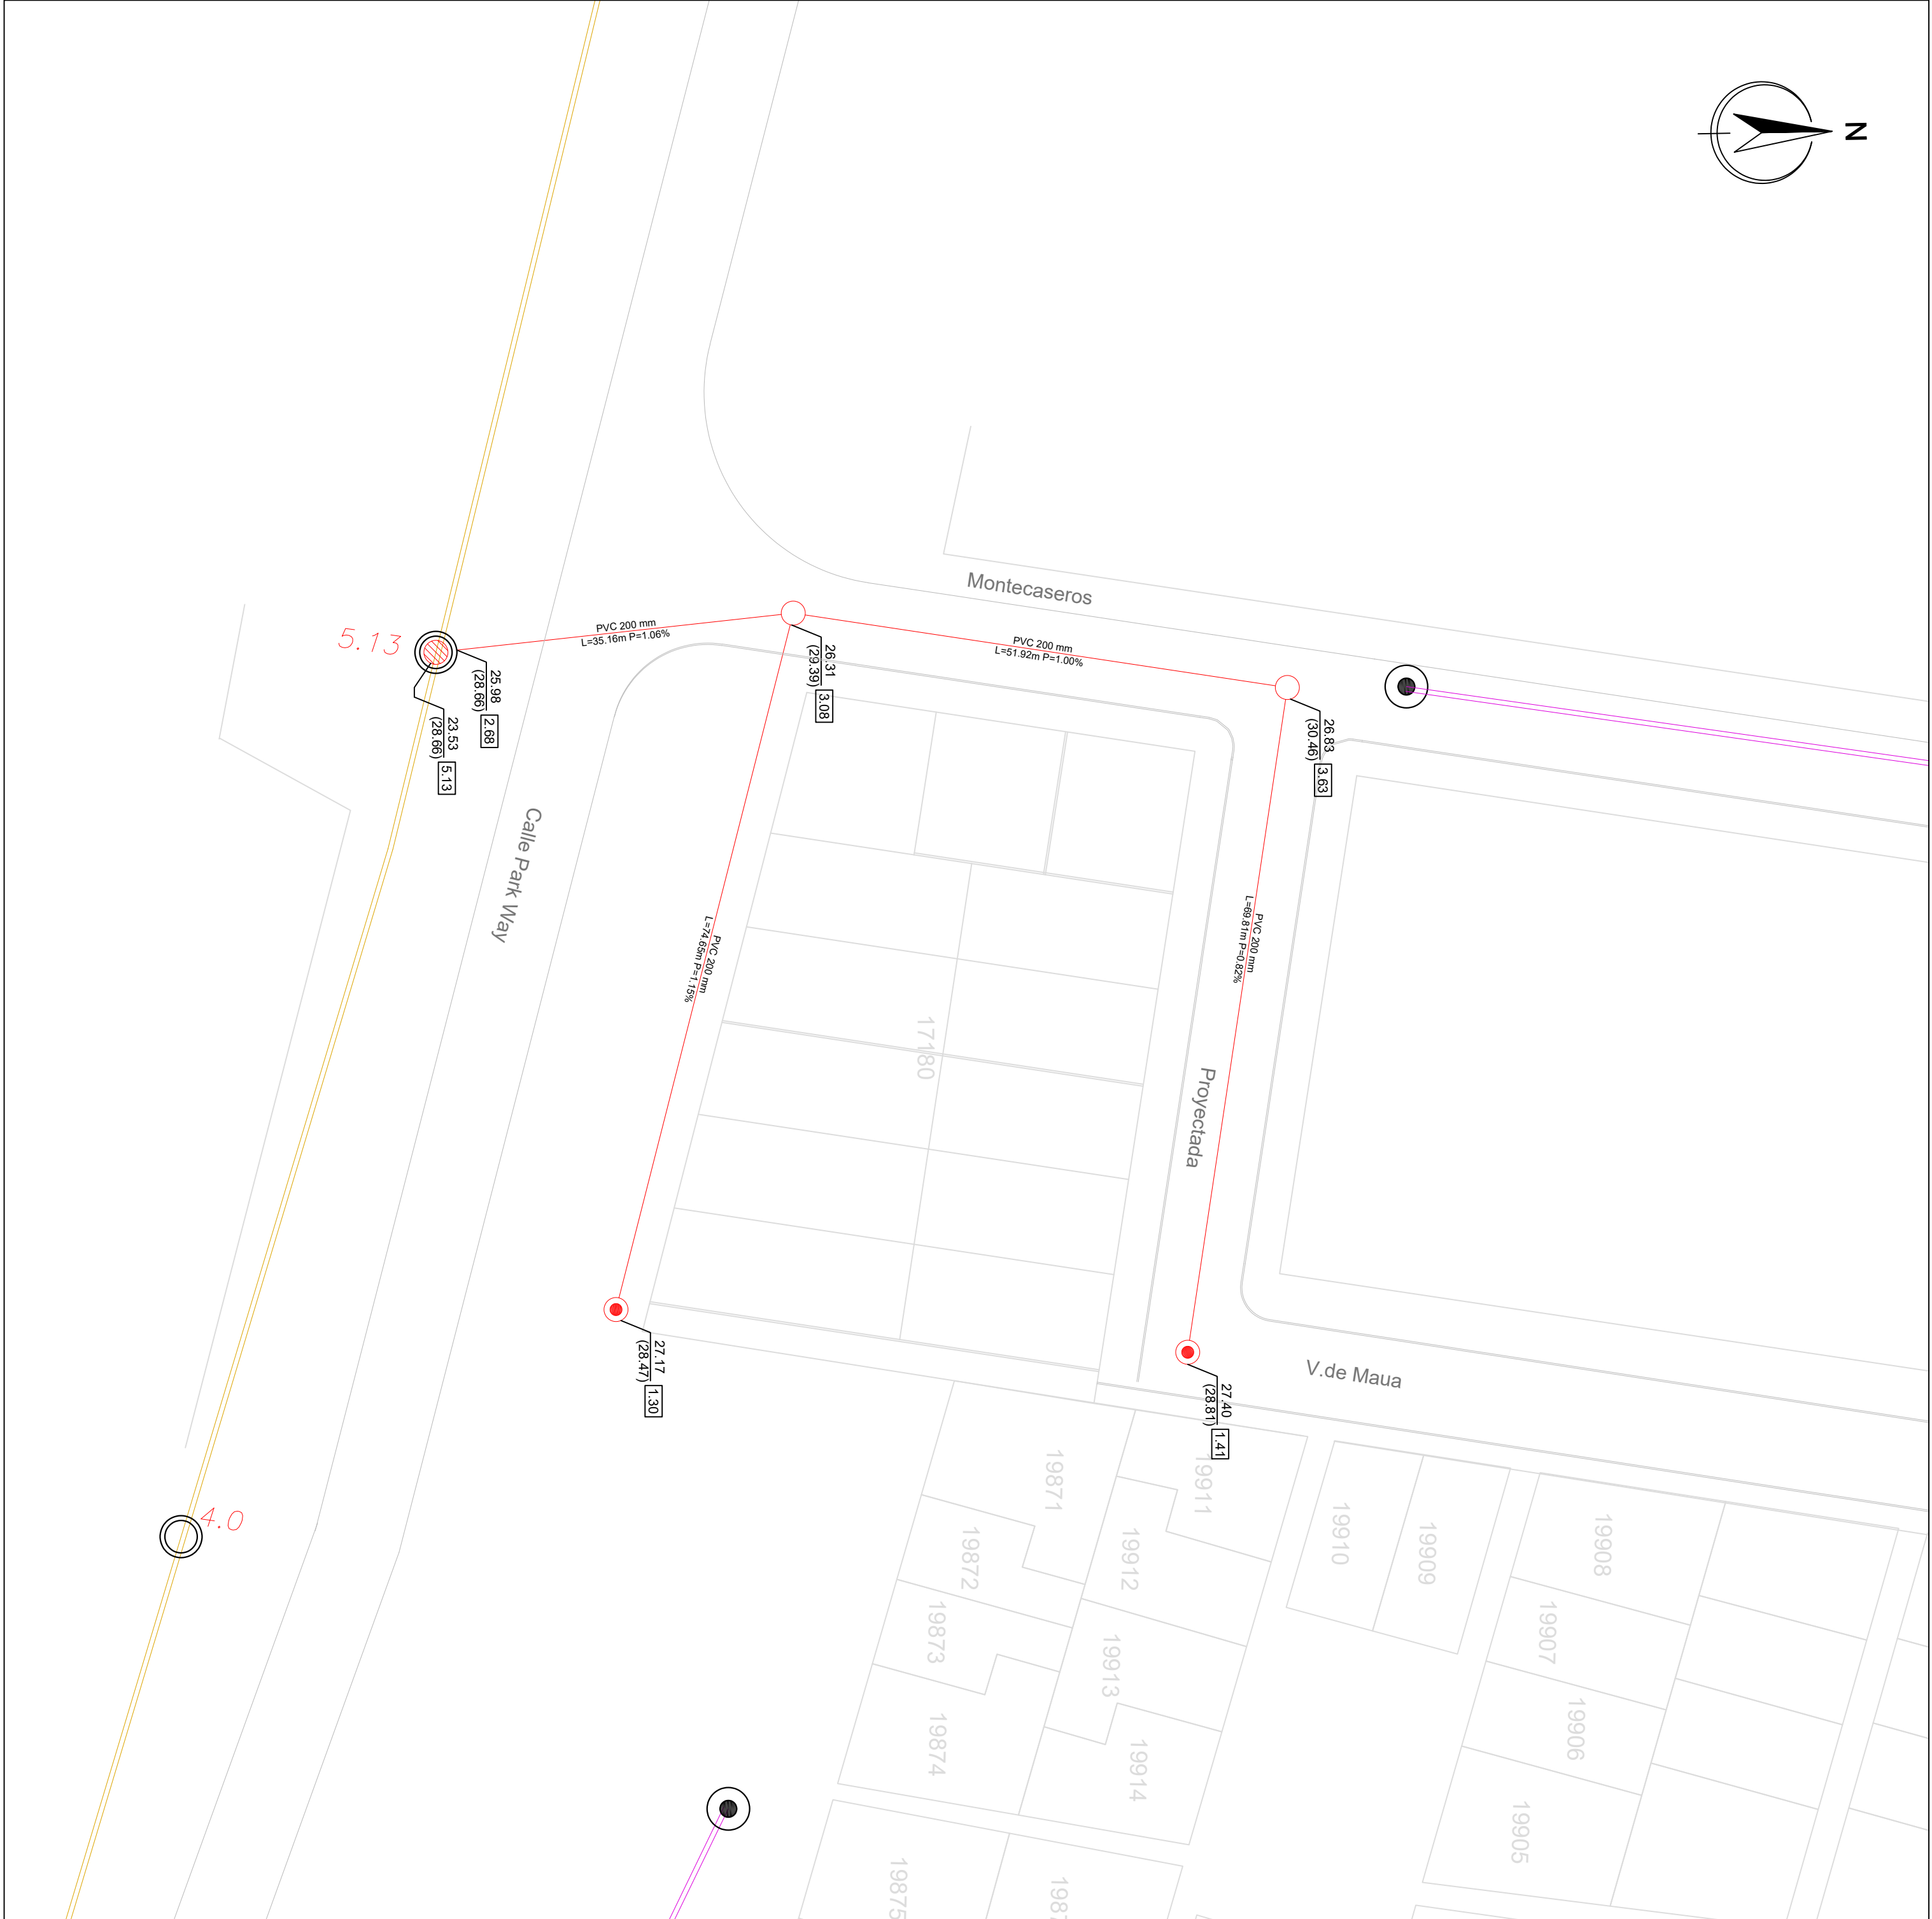 N
Montecaseros
5.13
PVC 200 mm
L=35.16m P=1.06%
PVC 200 mm
L=51.92m P=1.00%
26.31
(29.39)
3.08
25.98
(28.66)
2.68
23.53
(28.66)
5.13
26.83
(30.46)
3.63
Calle Park Way
PVC 200 mm
L=74.65m P=1.15%
PVC 200 mm
L=69.81m P=0.82%
17180
Proyectada
27.17
(28.47)
1.30
27.40
(28.81)
1.41
V.de Maua
4.0
19871
19911
19872
19912
19910
19909
19908
19873
19913
19907
19874
19914
19906
19905
19875